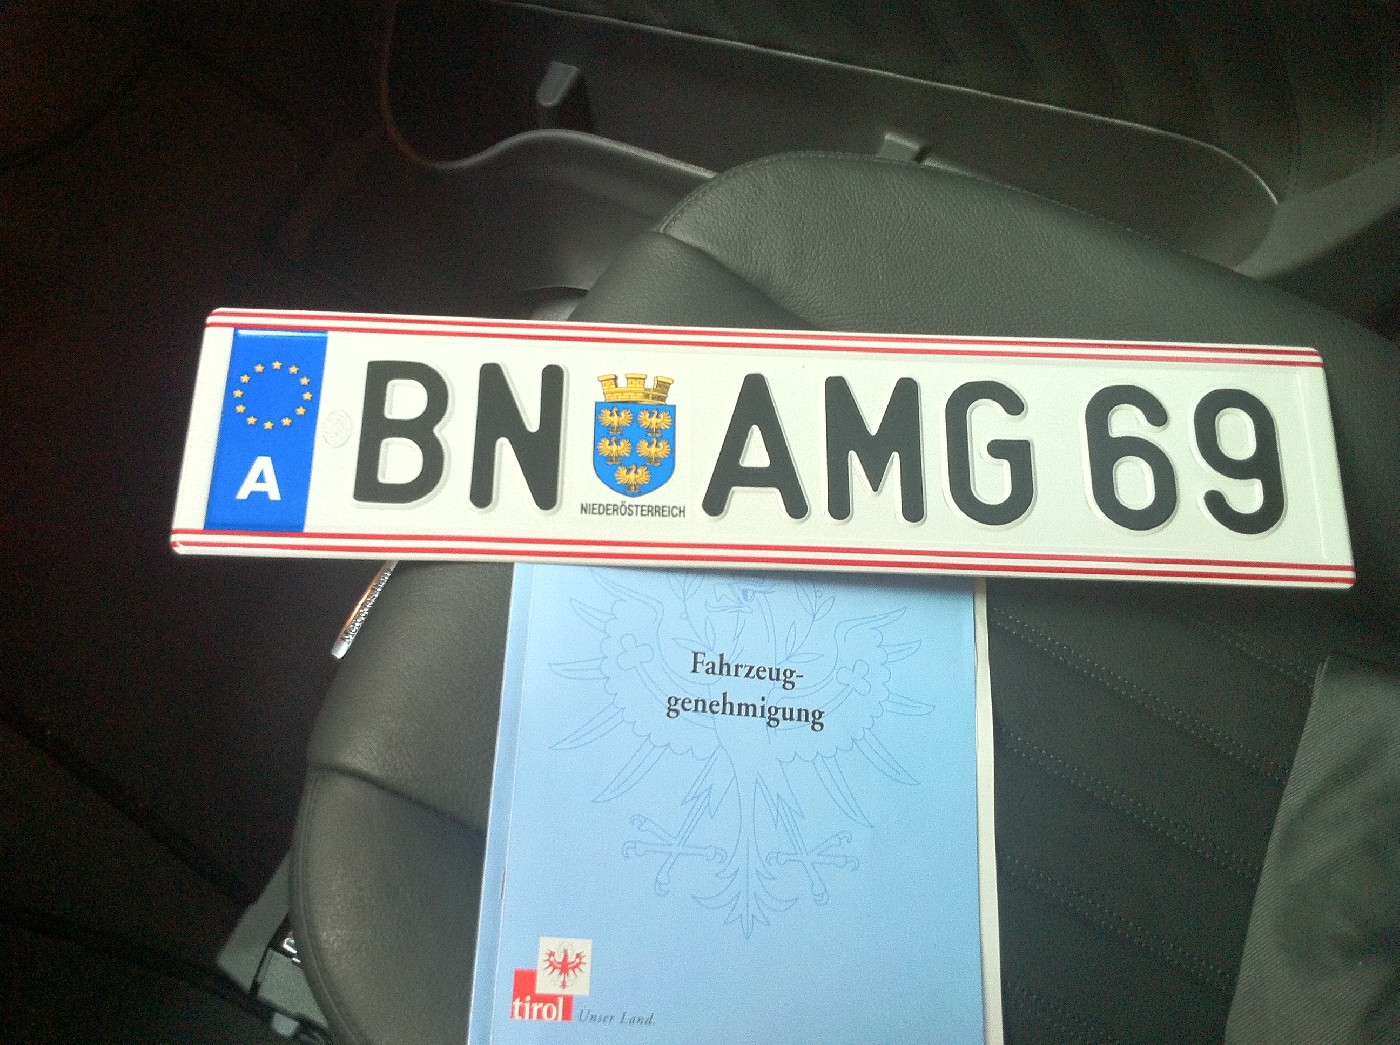 A
BN AMG 69
NIEDERÖSTERREICH
Fahrzeug-
genehmigung
tirol
Unser Land.